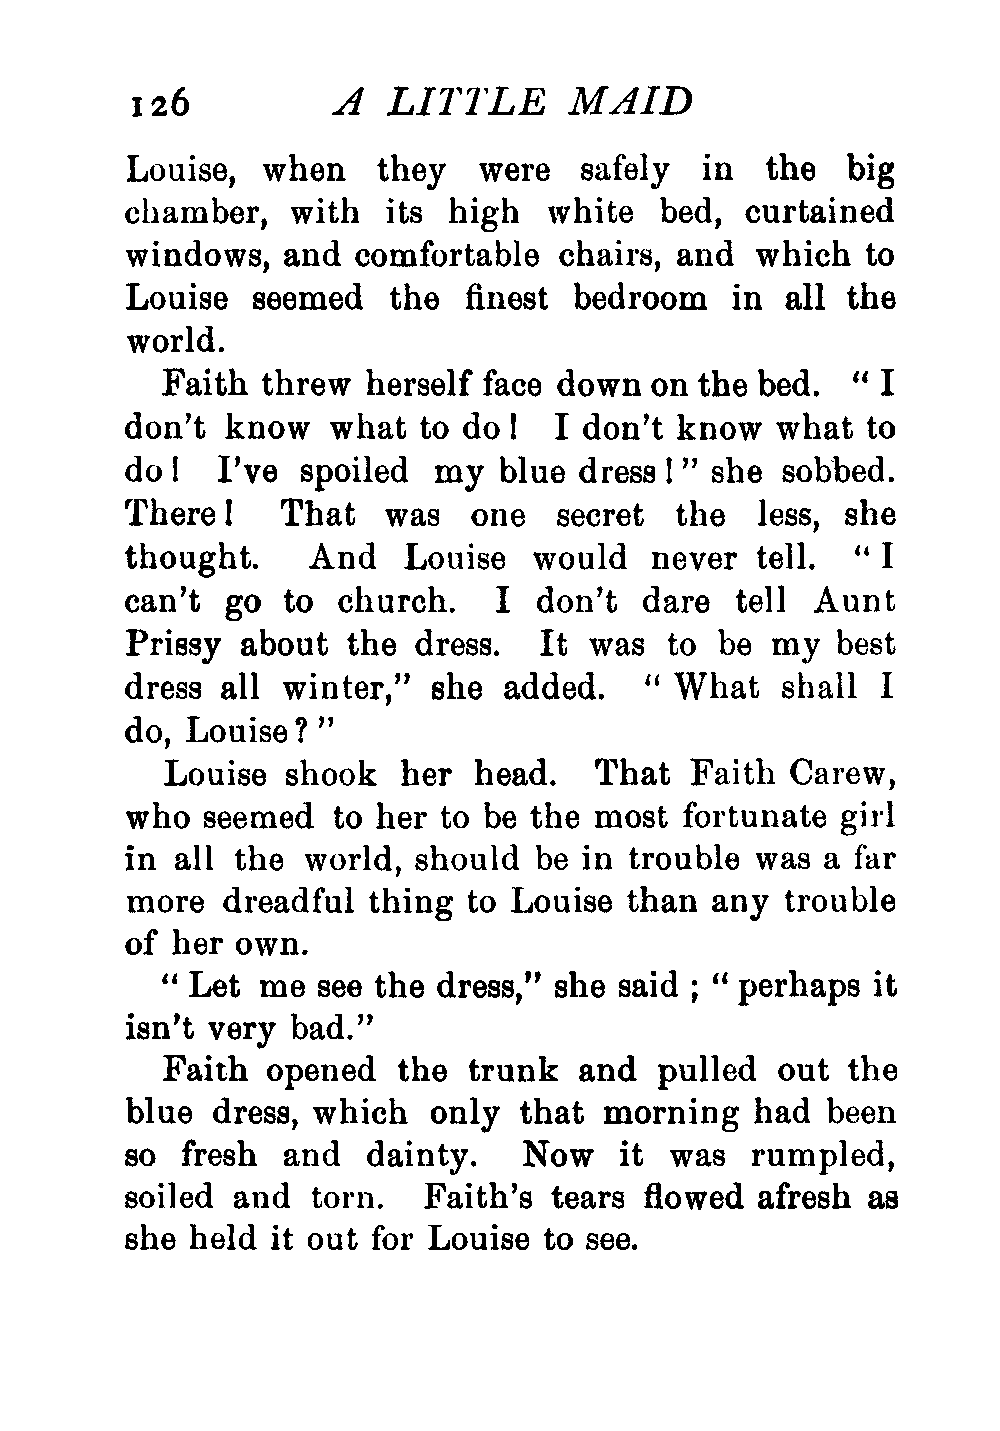 126 A LITTLE MAID
Louise, when they were safely in the big
chamber, with its high white bed, curtained
windows, and comfortable chairs, and which to
Louise seemed the finest bedroom in all the
world.
Faith threw herself face down on the bed. “ I
don’t know what to do! I don’t know what to
do! I’ve spoiled my blue dress!” she sobbed.
There! That was one secret the less, she
thought. And Louise would never tell. “ I
can’t go to church. I don’t dare tell Aunt
Prissy about the dress. It was to be my best
dress all winter,” she added. “ What shall I
do, Louise? ”
Louise shook her head. That Faith Carew,
who seemed to her to be the most fortunate girl
in all the world, should be in trouble was a far
more dreadful thing to Louise than any trouble
of her own.
“ Let me see the dress,” she said ; “ perhaps it
isn’t very bad.”
Faith opened the trunk and pulled out the
blue dress, which only that morning had been
so fresh and dainty. Now it was rumpled,
soiled and torn. Faith’s tears flowed afresh as
she held it out for Louise to see.